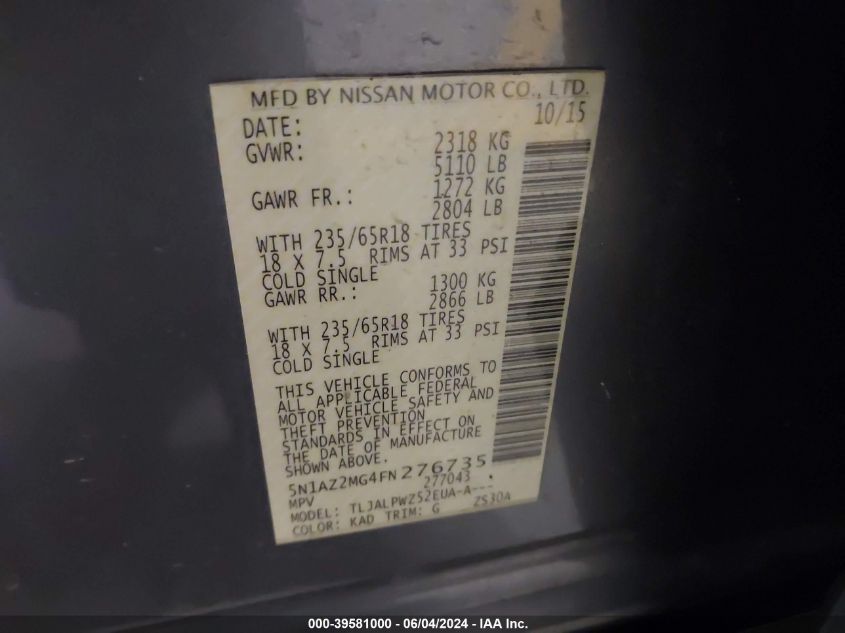 MFD BY NISSAN MOTOR CO., LTD.
DATE: 10/15
GVWR: 2318 KG
5110 LB
GAWR FR.: 1272 KG
2804 LB
WITH 235/65R18 TIRES
18 X 7.5 RIMS AT 33 PSI
COLD SINGLE
GAWR RR.: 1300 KG
2866 LB
WITH 235/65R18 TIRES
18 X 7.5 RIMS AT 33 PSI
COLD SINGLE
THIS VEHICLE CONFORMS TO
ALL APPLICABLE FEDERAL
MOTOR VEHICLE SAFETY AND
THEFT PREVENTION
STANDARDS IN EFFECT ON
THE DATE OF MANUFACTURE
SHOWN ABOVE.
5N1AZ2MG4FN276735
MPV 277043
MODEL: TLJALPWZ52EUA-A---
COLOR: KAD TRIM: G ZS30A
000-39581000 - 06/04/2024 - IAA Inc.